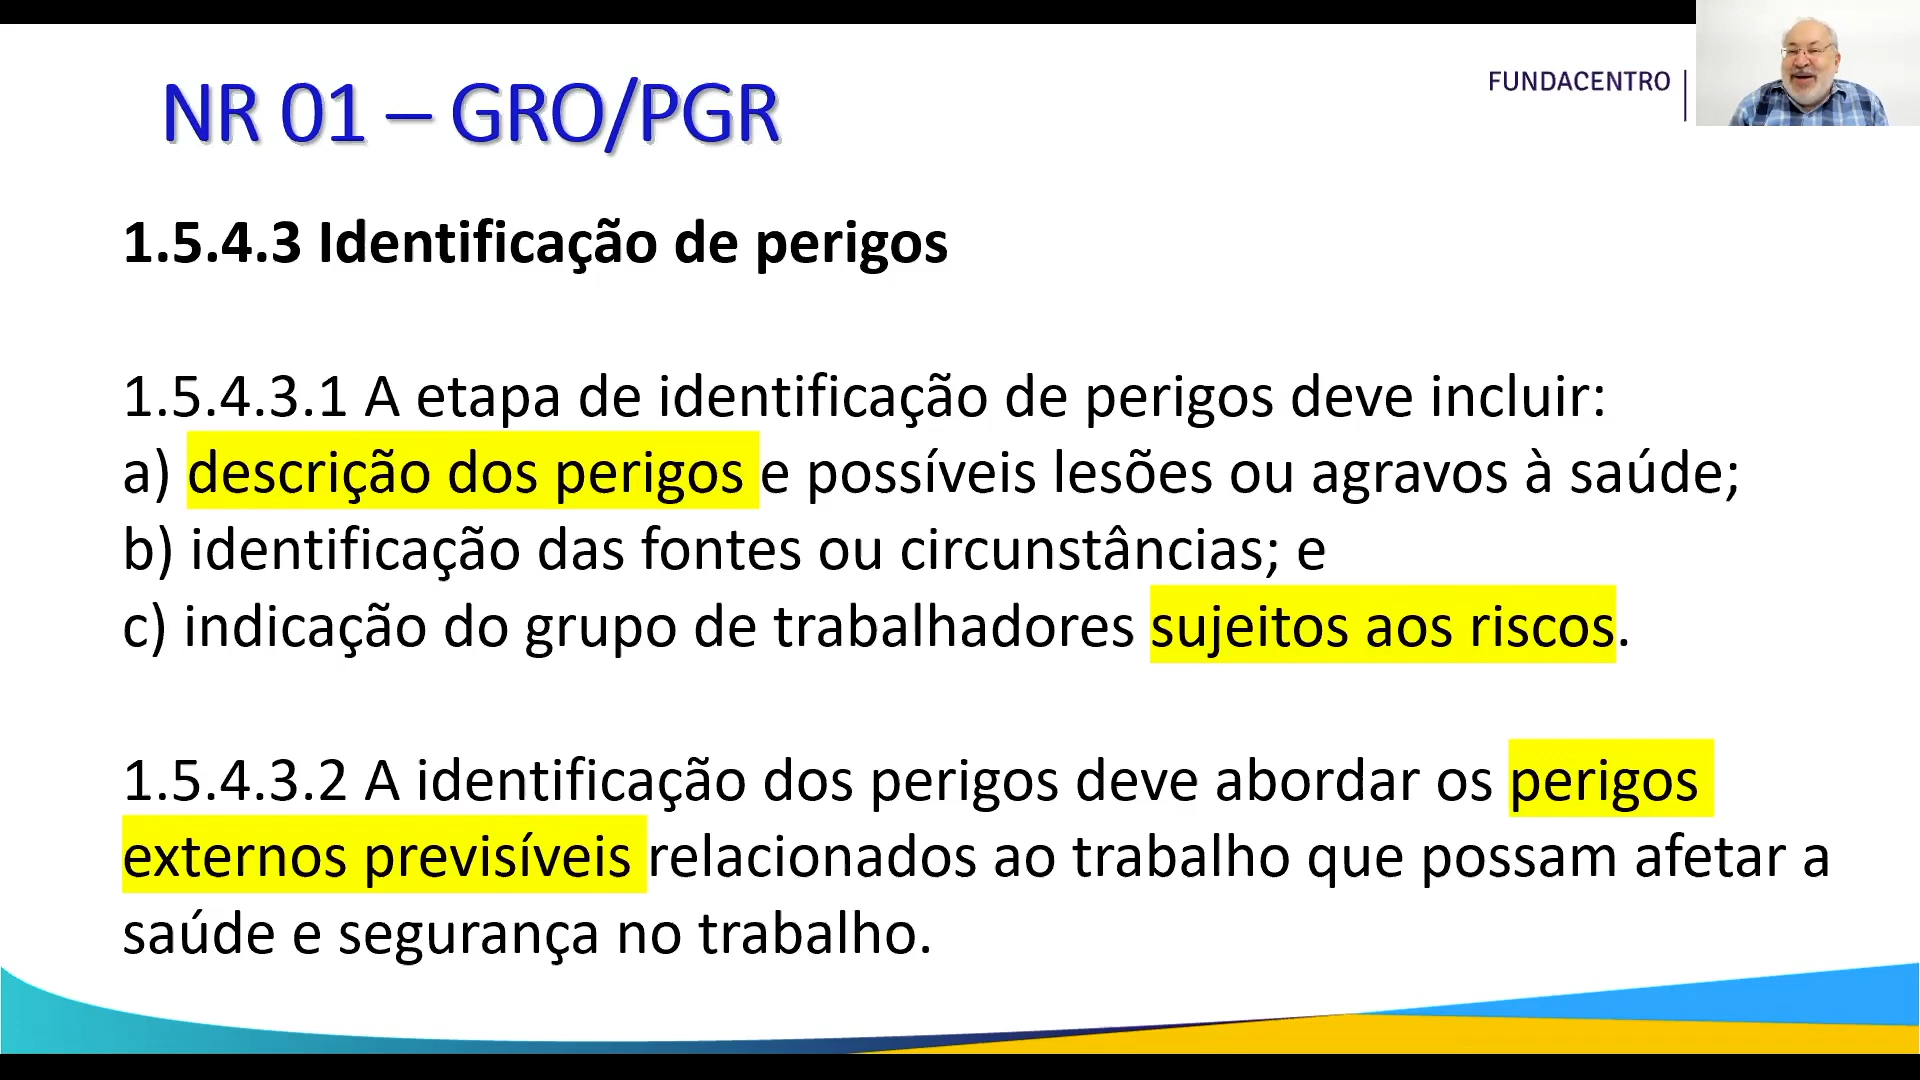 NR 01 – GRO/PGR
FUNDACENTRO
1.5.4.3 Identificação de perigos
1.5.4.3.1 A etapa de identificação de perigos deve incluir:
a) descrição dos perigos e possíveis lesões ou agravos à saúde;
b) identificação das fontes ou circunstâncias; e
c) indicação do grupo de trabalhadores sujeitos aos riscos.
1.5.4.3.2 A identificação dos perigos deve abordar os perigos
externos previsíveis relacionados ao trabalho que possam afetar a
saúde e segurança no trabalho.